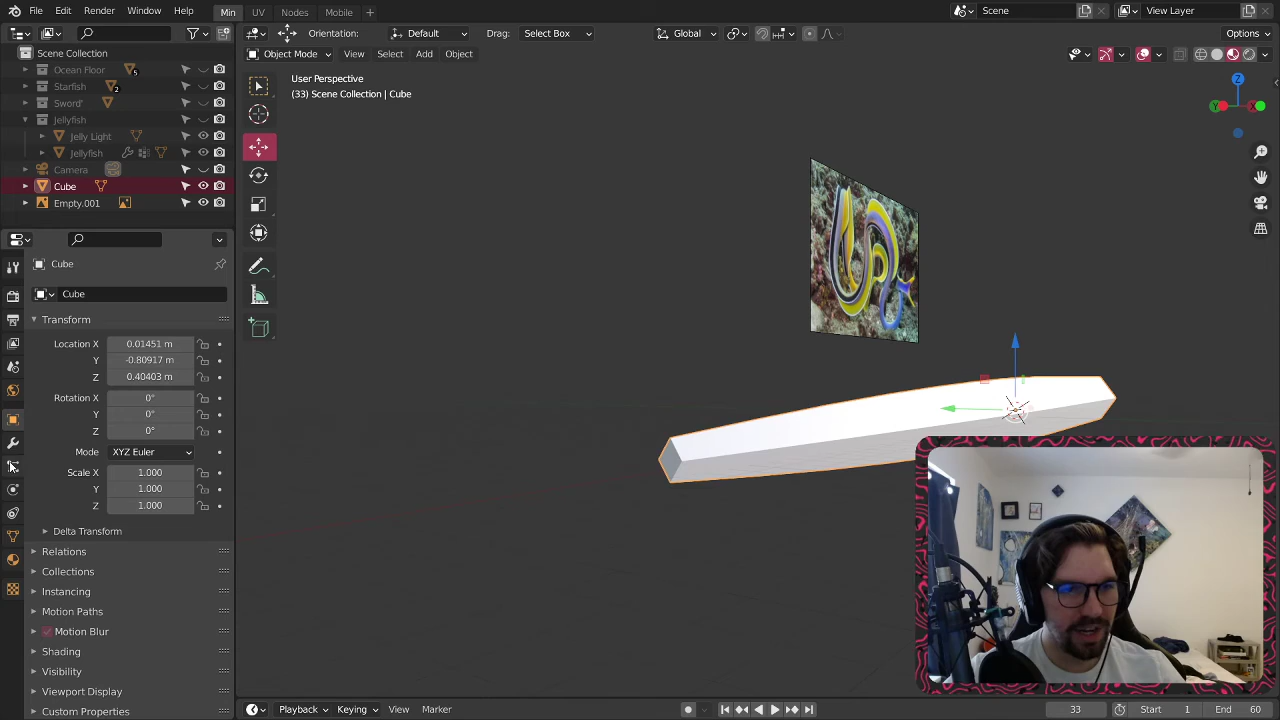 File Edit Render Window Help Min UV Nodes Mobile + Scene View Layer
Orientation: Default Drag: Select Box Global Options
Object Mode View Select Add Object
Scene Collection
Ocean Floor 5
Starfish 2
Sword'
Jellyfish
Jelly Light
Jellyfish
Camera
Cube
Empty.001
User Perspective
(33) Scene Collection | Cube
Z
Y X
Cube
Cube
Transform
Location X 0.01451 m
Y -0.80917 m
Z 0.40403 m
Rotation X 0°
Y 0°
Z 0°
Mode XYZ Euler
Scale X 1.000
Y 1.000
Z 1.000
Delta Transform
Relations
Collections
Instancing
Motion Paths
Motion Blur
Shading
Visibility
Viewport Display
Custom Properties
Playback Keying View Marker 33 Start 1 End 60